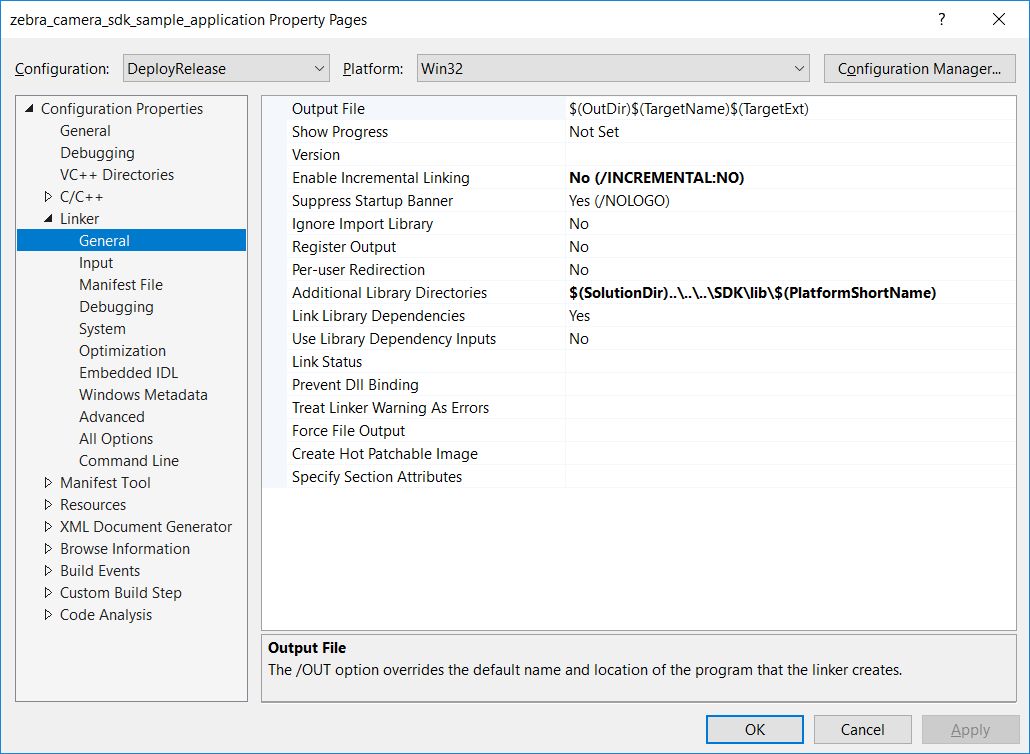 zebra_camera_sdk_sample_application Property Pages
?
Configuration: DeployRelease Platform: Win32 Configuration Manager...
Configuration Properties
General
Debugging
VC++ Directories
C/C++
Linker
General
Input
Manifest File
Debugging
System
Optimization
Embedded IDL
Windows Metadata
Advanced
All Options
Command Line
Manifest Tool
Resources
XML Document Generator
Browse Information
Build Events
Custom Build Step
Code Analysis
Output File $(OutDir)$(TargetName)$(TargetExt)
Show Progress Not Set
Version
Enable Incremental Linking No (/INCREMENTAL:NO)
Suppress Startup Banner Yes (/NOLOGO)
Ignore Import Library No
Register Output No
Per-user Redirection No
Additional Library Directories $(SolutionDir)..\..\..\SDK\lib\$(PlatformShortName)
Link Library Dependencies Yes
Use Library Dependency Inputs No
Link Status
Prevent Dll Binding
Treat Linker Warning As Errors
Force File Output
Create Hot Patchable Image
Specify Section Attributes
Output File
The /OUT option overrides the default name and location of the program that the linker creates.
OK Cancel Apply